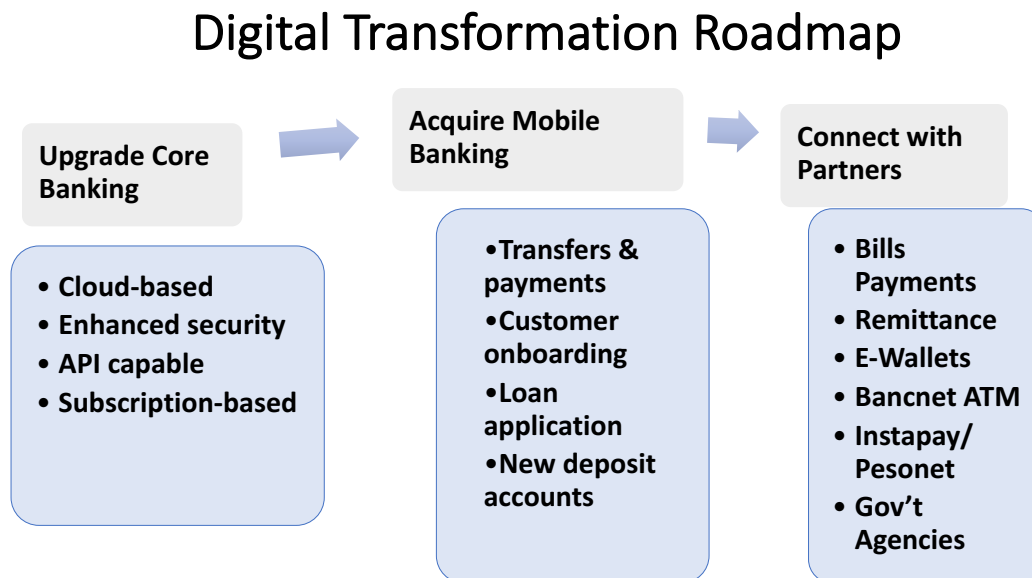 Digital Transformation Roadmap
Upgrade Core
Banking
• Cloud-based
• Enhanced security
• API capable
• Subscription-based
Acquire Mobile
Banking
•Transfers &
payments
•Customer
onboarding
•Loan
application
•New deposit
accounts
Connect with
Partners
• Bills
Payments
• Remittance
• E-Wallets
• Bancnet ATM
• Instapay/
Pesonet
• Gov’t
Agencies